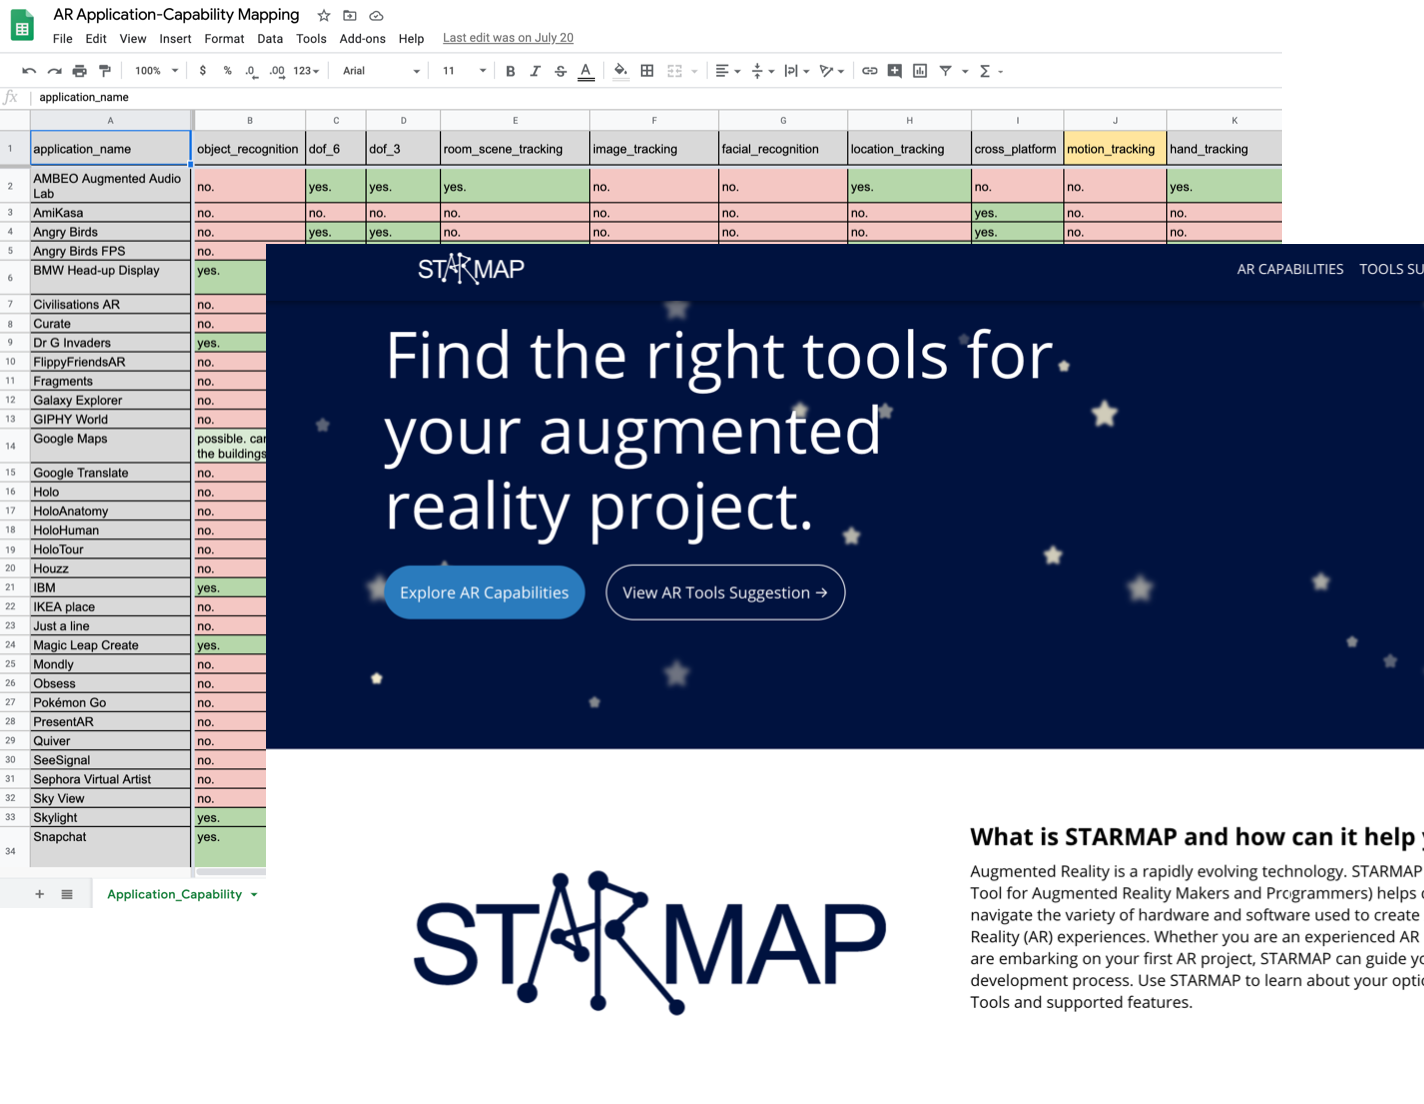 AR Application-Capability Mapping
File Edit View Insert Format Data Tools Add-ons Help Last edit was on July 20
100% $ % .0 .00 123 Arial 11 B I S A Σ
fx application_name
A B C D E F G H I J K
1 application_name object_recognition dof_6 dof_3 room_scene_tracking image_tracking facial_recognition location_tracking cross_platform motion_tracking hand_tracking
2 AMBEO Augmented Audio Lab no. yes. yes. yes. no. no. yes. no. no. yes.
3 AmiKasa no. no. no. no. no. no. no. yes. no. no.
4 Angry Birds no. yes. yes. no. no. no. no. yes. no. no.
5 Angry Birds FPS no.
6 BMW Head-up Display yes.
7 Civilisations AR no.
8 Curate no.
9 Dr G Invaders yes.
10 FlippyFriendsAR no.
11 Fragments no.
12 Galaxy Explorer no.
13 GIPHY World no.
14 Google Maps possible. car
the buildings
15 Google Translate no.
16 Holo no.
17 HoloAnatomy no.
18 HoloHuman no.
19 HoloTour no.
20 Houzz no.
21 IBM yes.
22 IKEA place no.
23 Just a line no.
24 Magic Leap Create yes.
25 Mondly no.
26 Obsess no.
27 Pokémon Go no.
28 PresentAR no.
29 Quiver no.
30 SeeSignal no.
31 Sephora Virtual Artist no.
32 Sky View no.
33 Skylight yes.
34 Snapchat yes.
+ Application_Capability
STARMAP AR CAPABILITIES TOOLS SU
Find the right tools for
your augmented
reality project.
Explore AR Capabilities View AR Tools Suggestion →
STARMAP
What is STARMAP and how can it help
Augmented Reality is a rapidly evolving technology. STARMAP
Tool for Augmented Reality Makers and Programmers) helps
navigate the variety of hardware and software used to create
Reality (AR) experiences. Whether you are an experienced AR
are embarking on your first AR project, STARMAP can guide
development process. Use STARMAP to learn about your
Tools and supported features.